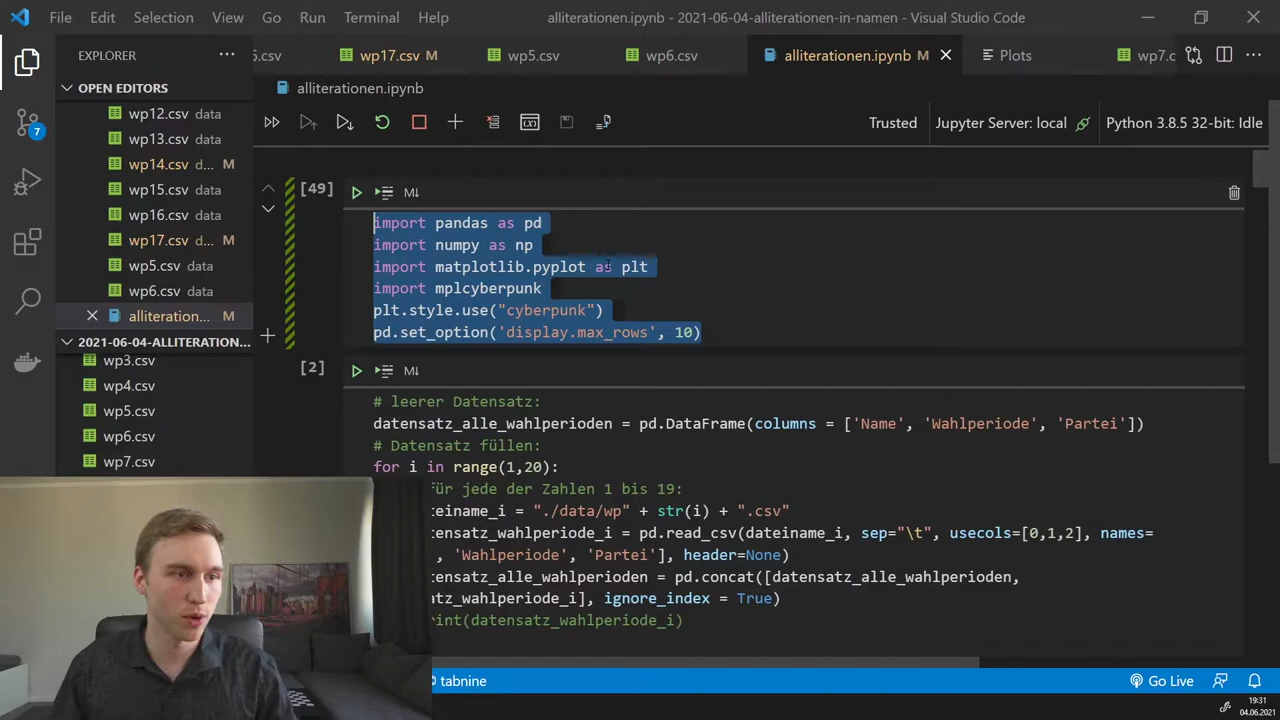 File Edit Selection View Go Run Terminal Help
alliterationen.ipynb - 2021-06-04-alliterationen-in-namen - Visual Studio Code
EXPLORER
5.csv
wp17.csv M
wp5.csv
wp6.csv
alliterationen.ipynb M
Plots
wp7.c
OPEN EDITORS
wp12.csv data
wp13.csv data
wp14.csv d... M
wp15.csv data
wp16.csv data
wp17.csv d... M
wp5.csv data
wp6.csv data
alliteration... M
2021-06-04-ALLITERATION...
wp3.csv
wp4.csv
wp5.csv
wp6.csv
wp7.csv
7
alliterationen.ipynb
Trusted
Jupyter Server: local
Python 3.8.5 32-bit: Idle
[49]
M↓
import pandas as pd
import numpy as np
import matplotlib.pyplot as plt
import mplcyberpunk
plt.style.use("cyberpunk")
pd.set_option('display.max_rows', 10)
[2]
M↓
# leerer Datensatz:
datensatz_alle_wahlperioden = pd.DataFrame(columns = ['Name', 'Wahlperiode', 'Partei'])
# Datensatz füllen:
for i in range(1,20):
für jede der Zahlen 1 bis 19:
teiname_i = "./data/wp" + str(i) + ".csv"
tensatz_wahlperiode_i = pd.read_csv(dateiname_i, sep="\t", usecols=[0,1,2], names=
, 'Wahlperiode', 'Partei'], header=None)
tensatz_alle_wahlperioden = pd.concat([datensatz_alle_wahlperioden,
tz_wahlperiode_i], ignore_index = True)
rint(datensatz_wahlperiode_i)
tabnine
Go Live
19:31
04.06.2021